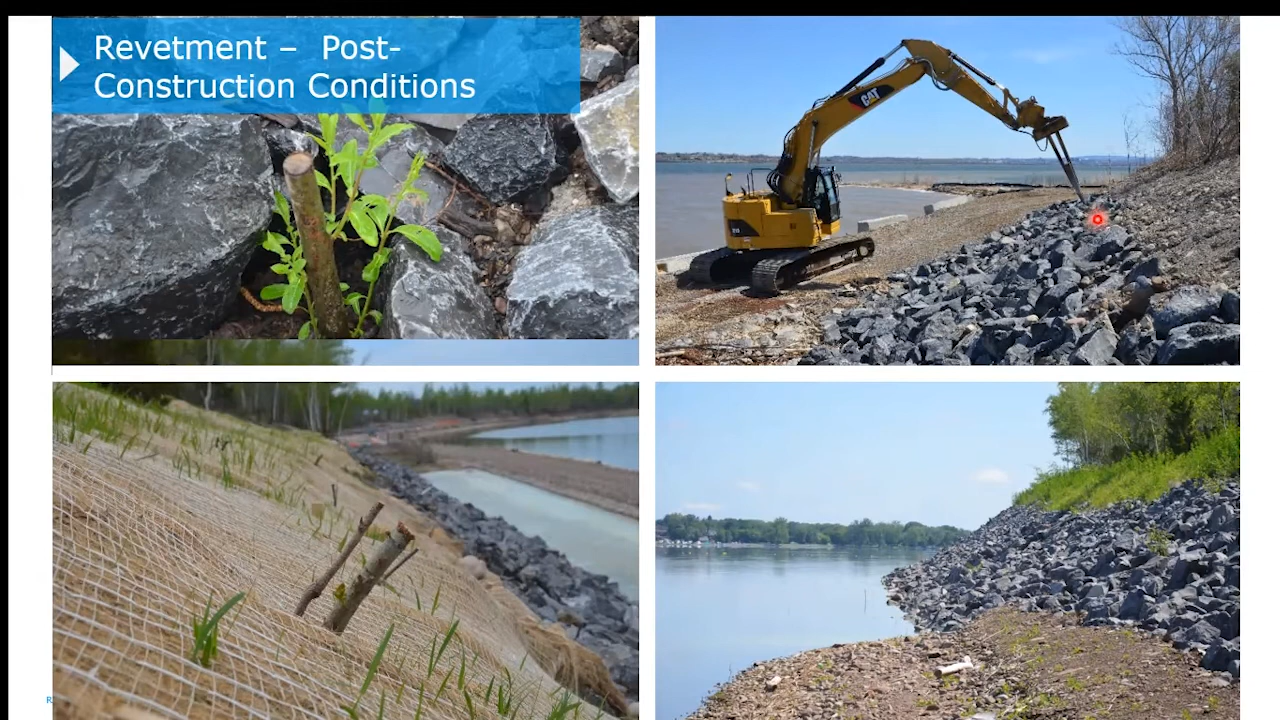 Revetment – Post-
Construction Conditions
CAT
R